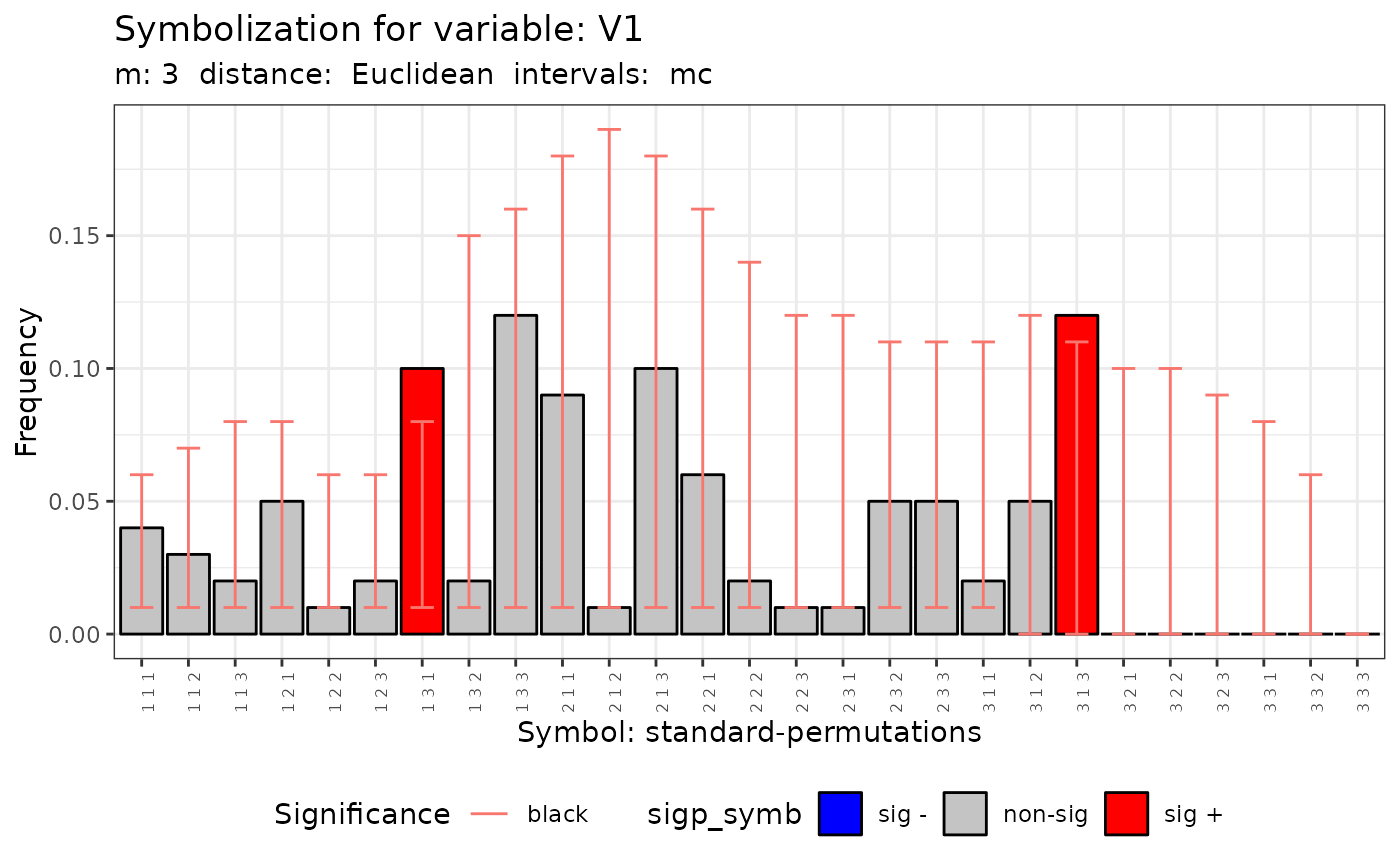 Symbolization for variable: V1
m: 3  distance:  Euclidean  intervals:  mc
Frequency
0.15
0.10
0.05
0.00
1 1 1
1 1 2
1 1 3
1 2 1
1 2 2
1 2 3
1 3 1
1 3 2
1 3 3
2 1 1
2 1 2
2 1 3
2 2 1
2 2 2
2 2 3
2 3 1
2 3 2
2 3 3
3 1 1
3 1 2
3 1 3
3 2 1
3 2 2
3 2 3
3 3 1
3 3 2
3 3 3
Symbol: standard-permutations
Significance black sigp_symb sig - non-sig sig +